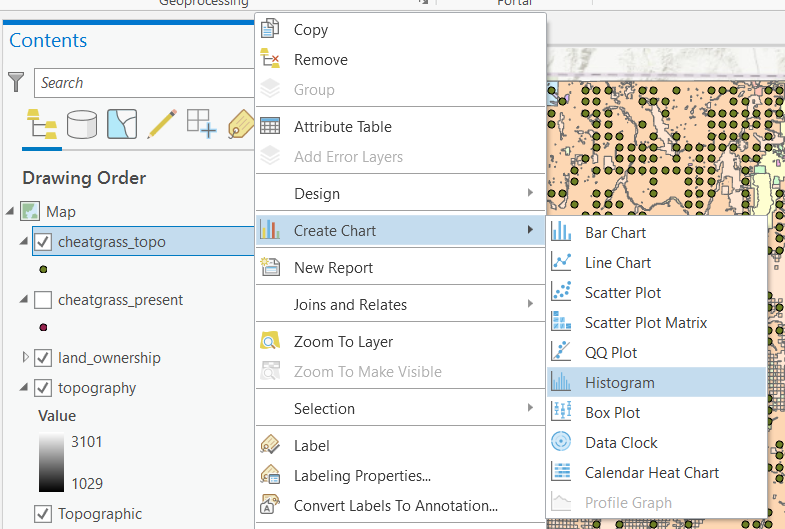 Geoprocessing
Portal
Contents
Search
Drawing Order
Map
cheatgrass_topo
cheatgrass_present
land_ownership
topography
Value
3101
1029
Topographic
Copy
Remove
Group
Attribute Table
Add Error Layers
Design
Create Chart
New Report
Joins and Relates
Zoom To Layer
Zoom To Make Visible
Selection
Label
Labeling Properties...
Convert Labels To Annotation...
Bar Chart
Line Chart
Scatter Plot
Scatter Plot Matrix
QQ Plot
Histogram
Box Plot
Data Clock
Calendar Heat Chart
Profile Graph